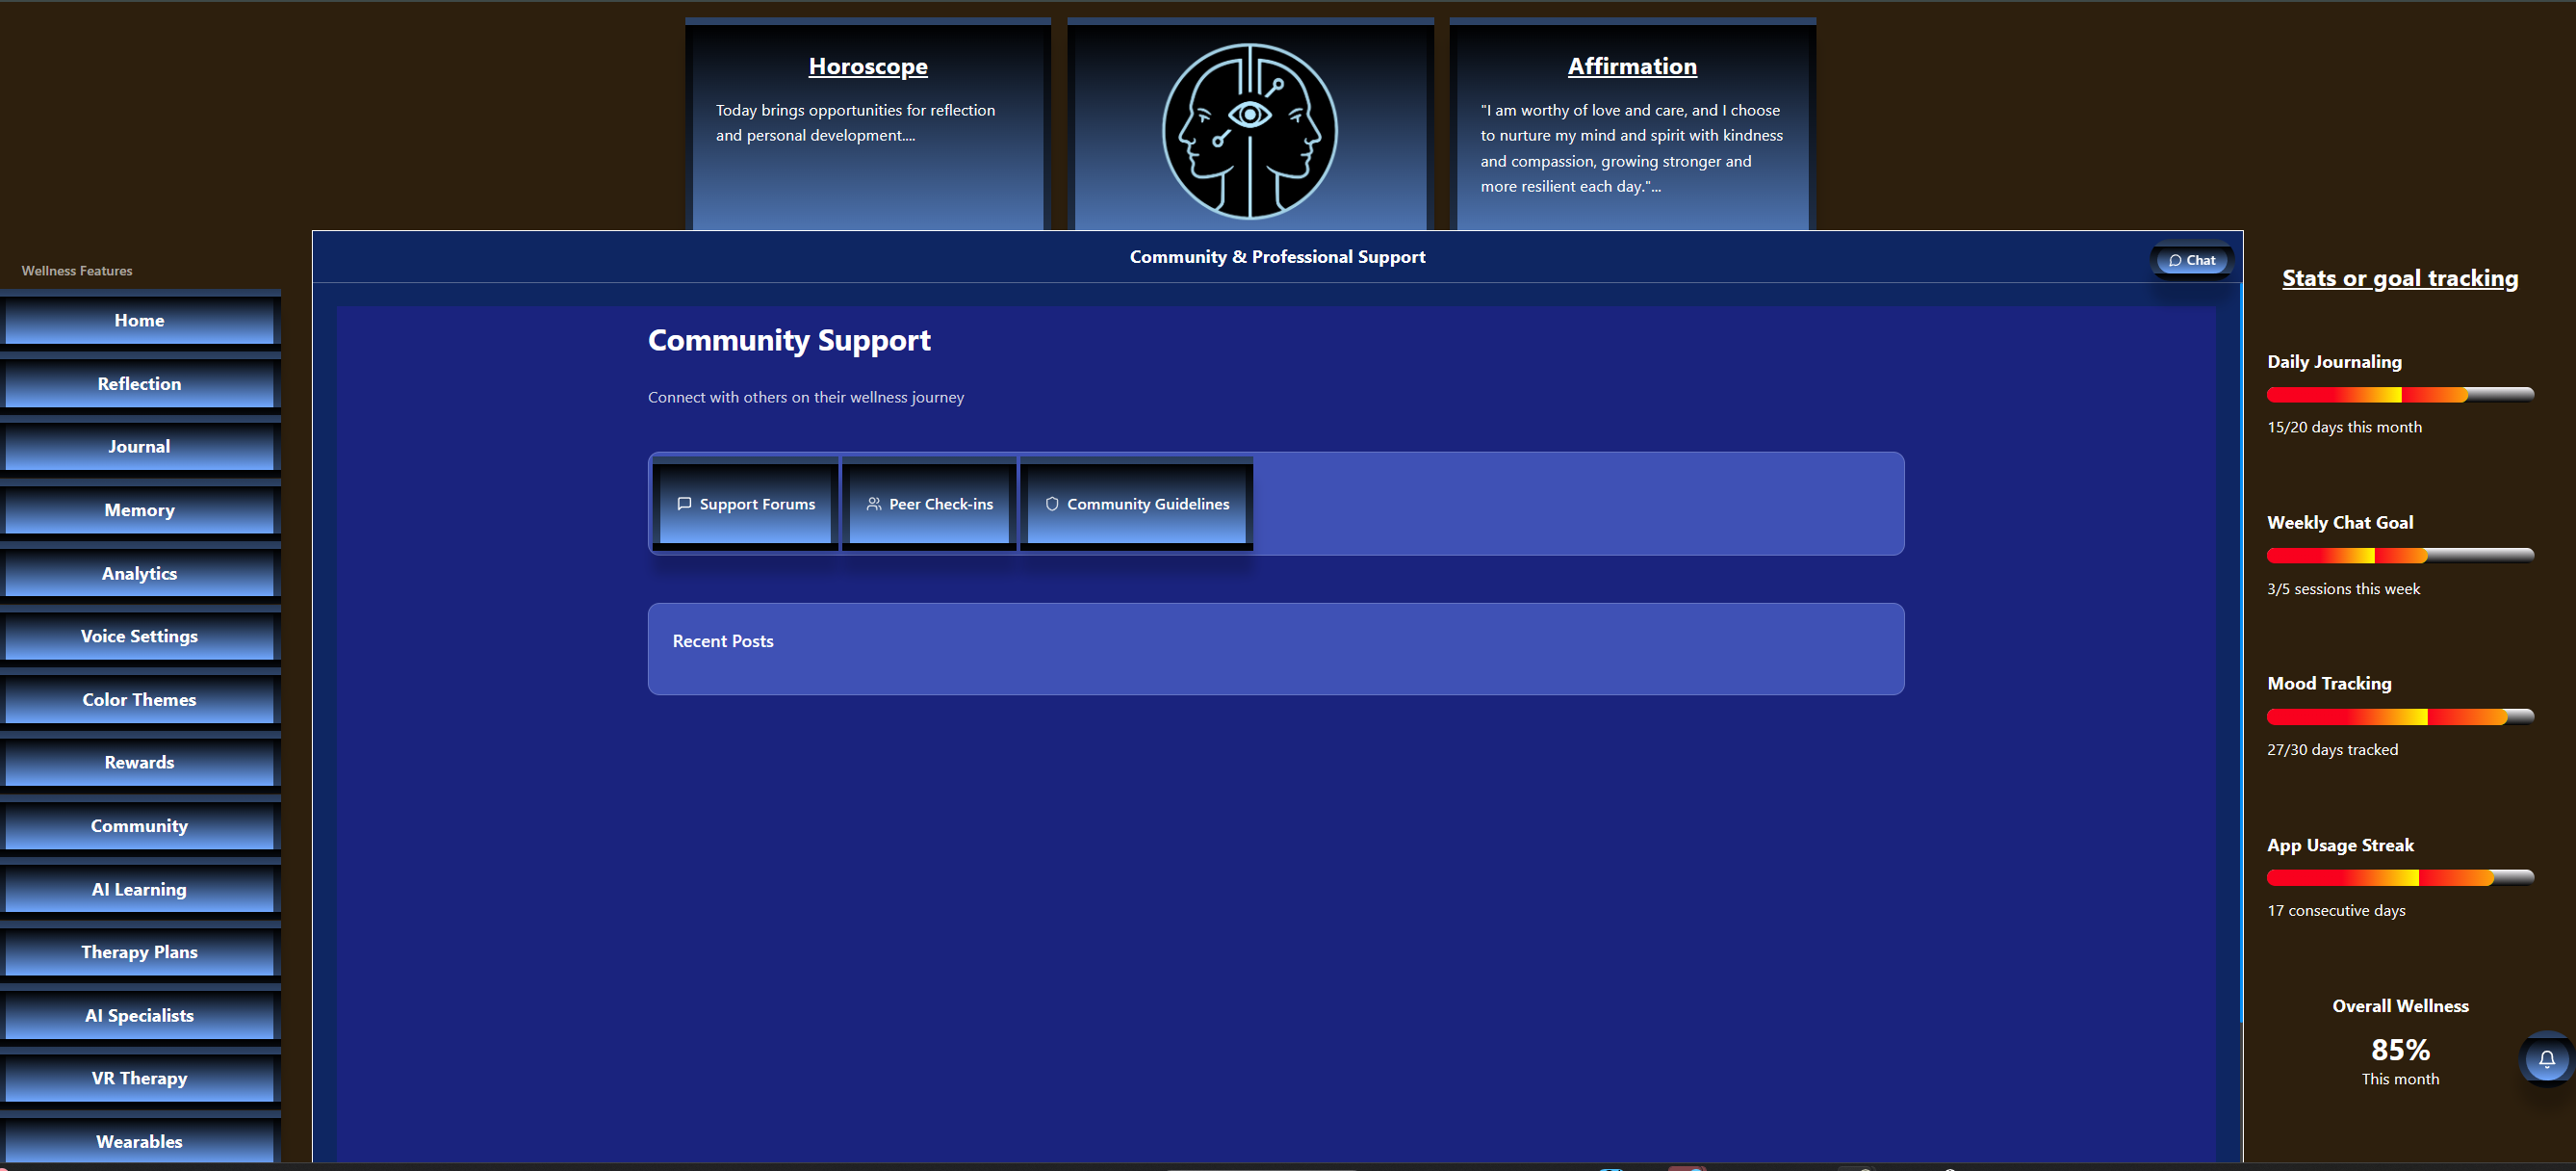 Horoscope
Today brings opportunities for reflection
and personal development....
Affirmation
"I am worthy of love and care, and I choose
to nurture my mind and spirit with kindness
and compassion, growing stronger and
more resilient each day."...
Wellness Features
Home
Reflection
Journal
Memory
Analytics
Voice Settings
Color Themes
Rewards
Community
AI Learning
Therapy Plans
AI Specialists
VR Therapy
Wearables
Community & Professional Support
Chat
Community Support
Connect with others on their wellness journey
Support Forums
Peer Check-ins
Community Guidelines
Recent Posts
Stats or goal tracking
Daily Journaling
15/20 days this month
Weekly Chat Goal
3/5 sessions this week
Mood Tracking
27/30 days tracked
App Usage Streak
17 consecutive days
Overall Wellness
85%
This month